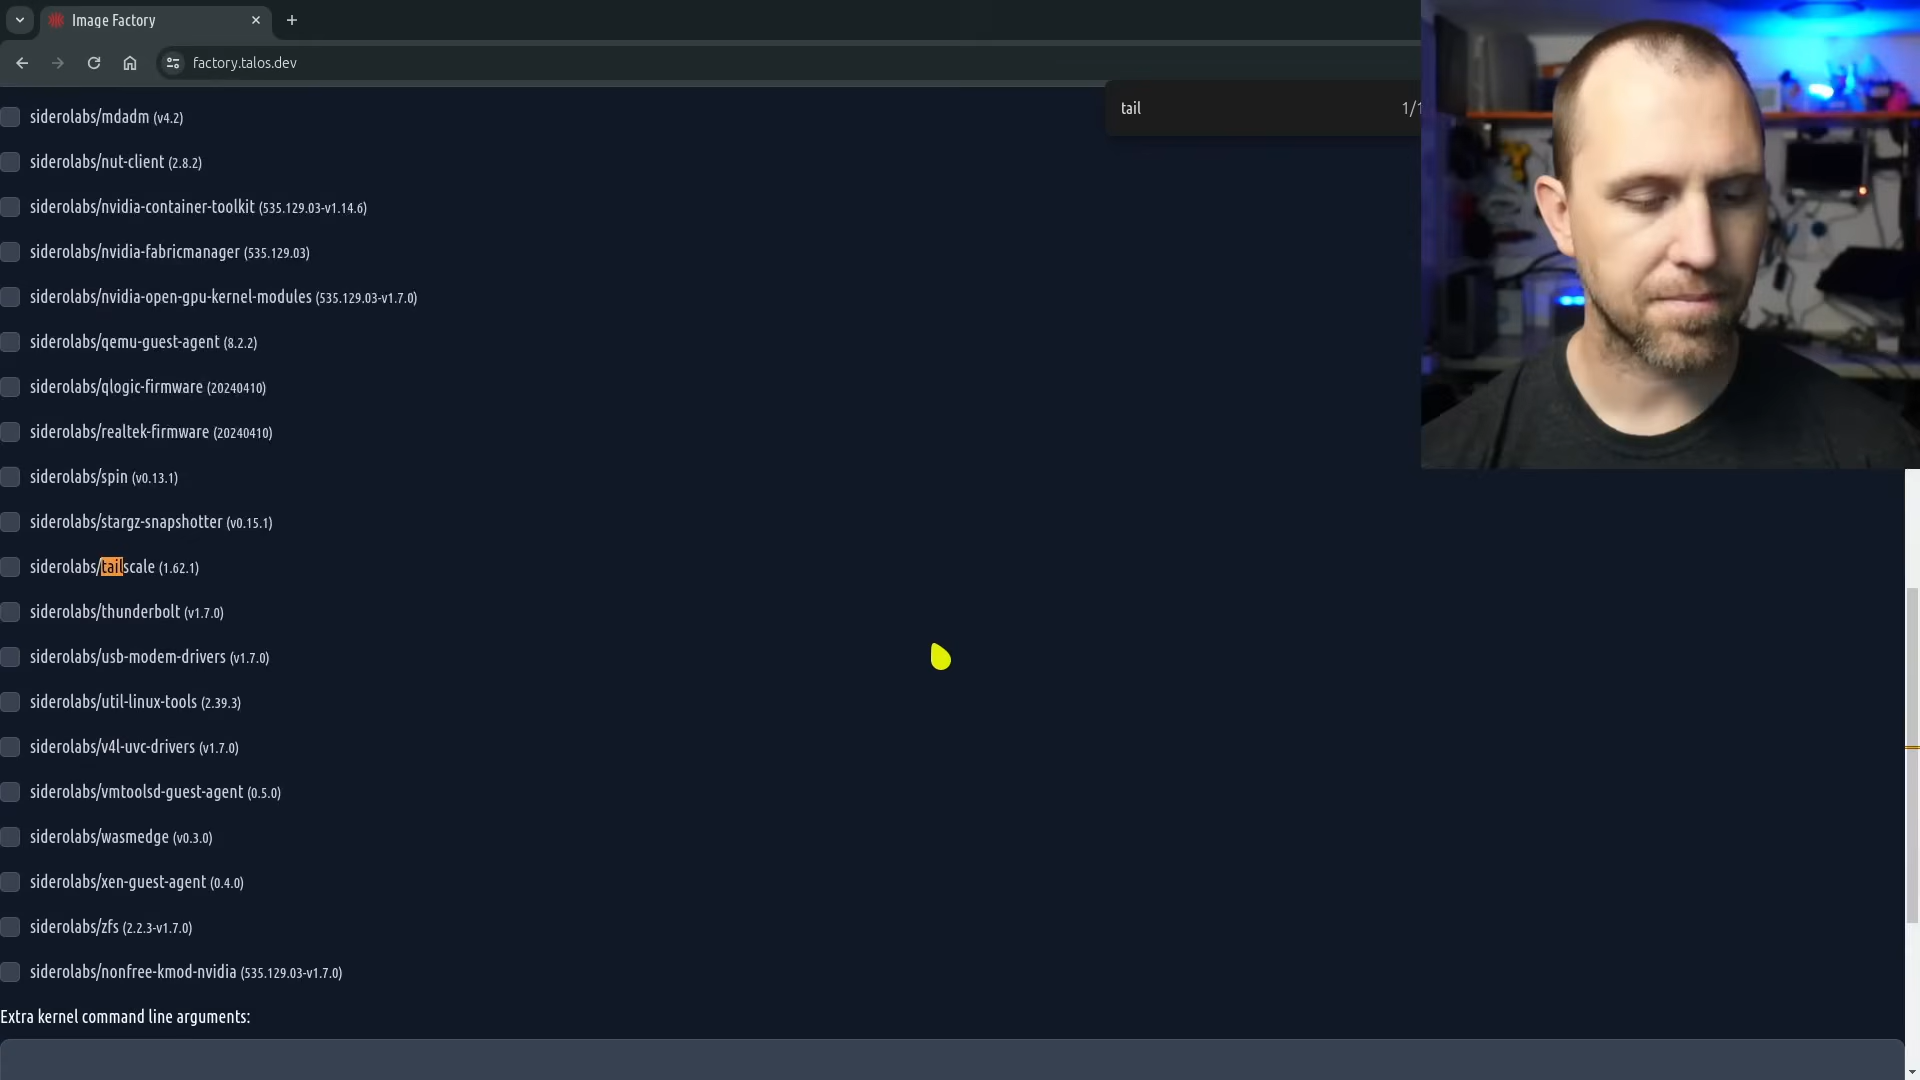 Image Factory
factory.talos.dev
tail
1/1
siderolabs/mdadm (v4.2)
siderolabs/nut-client (2.8.2)
siderolabs/nvidia-container-toolkit (535.129.03-v1.14.6)
siderolabs/nvidia-fabricmanager (535.129.03)
siderolabs/nvidia-open-gpu-kernel-modules (535.129.03-v1.7.0)
siderolabs/qemu-guest-agent (8.2.2)
siderolabs/qlogic-firmware (20240410)
siderolabs/realtek-firmware (20240410)
siderolabs/spin (v0.13.1)
siderolabs/stargz-snapshotter (v0.15.1)
siderolabs/tailscale (1.62.1)
siderolabs/thunderbolt (v1.7.0)
siderolabs/usb-modem-drivers (v1.7.0)
siderolabs/util-linux-tools (2.39.3)
siderolabs/v4l-uvc-drivers (v1.7.0)
siderolabs/vmtoolsd-guest-agent (0.5.0)
siderolabs/wasmedge (v0.3.0)
siderolabs/xen-guest-agent (0.4.0)
siderolabs/zfs (2.2.3-v1.7.0)
siderolabs/nonfree-kmod-nvidia (535.129.03-v1.7.0)
Extra kernel command line arguments: